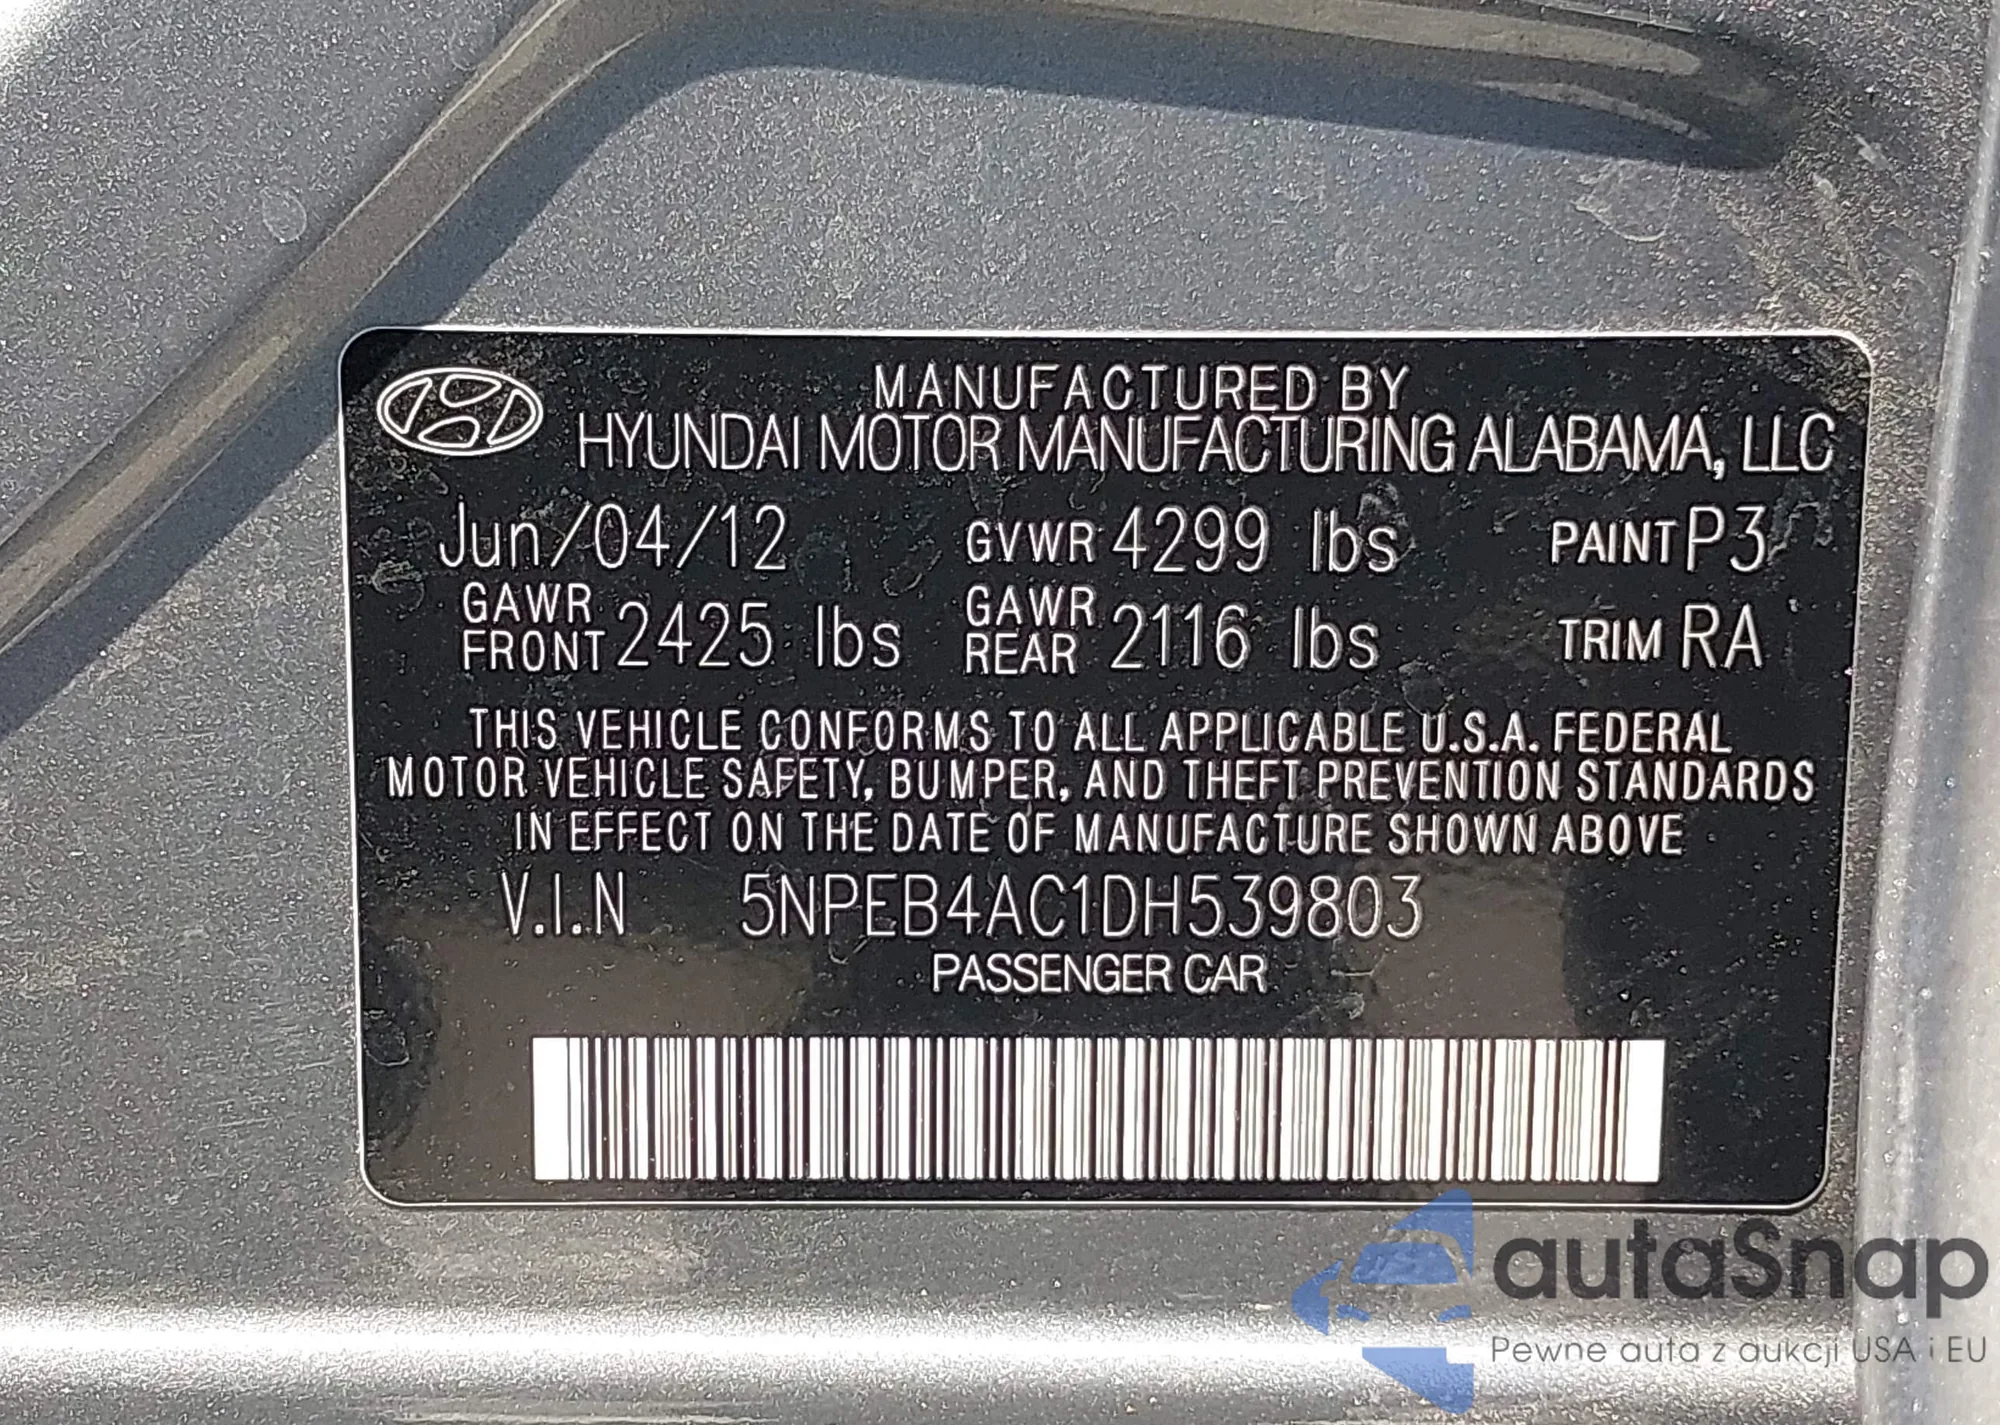 MANUFACTURED BY
HYUNDAI MOTOR MANUFACTURING ALABAMA, LLC
Jun/04/12 GVWR 4299 lbs PAINT P3
GAWR FRONT 2425 lbs GAWR REAR 2116 lbs TRIM RA
THIS VEHICLE CONFORMS TO ALL APPLICABLE U.S.A. FEDERAL
MOTOR VEHICLE SAFETY, BUMPER, AND THEFT PREVENTION STANDARDS
IN EFFECT ON THE DATE OF MANUFACTURE SHOWN ABOVE
V.I.N 5NPEB4AC1DH539803
PASSENGER CAR
autaSnap
Pewne auta z aukcji USA i EU